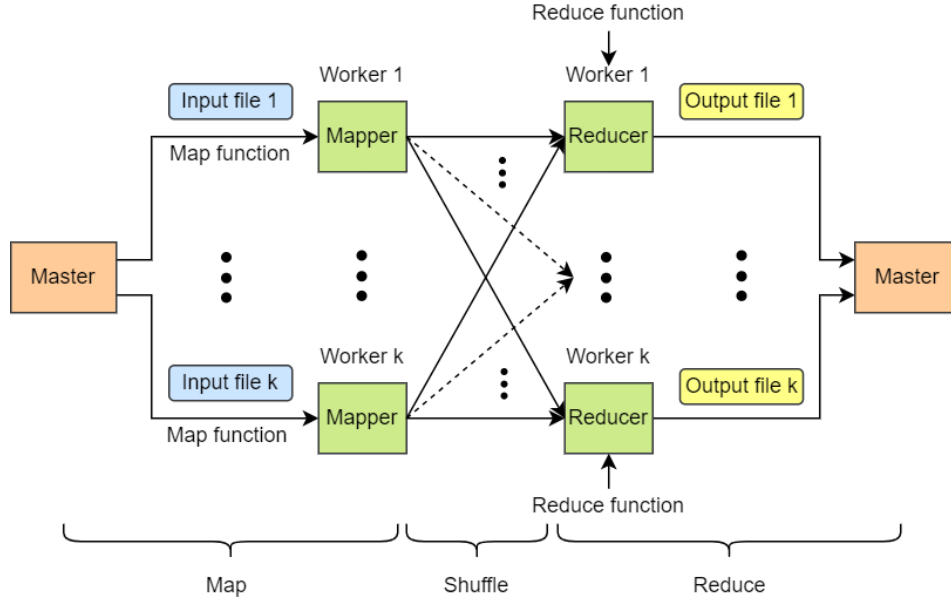 Reduce function
Worker 1
Worker 1
Input file 1
Output file 1
Mapper
Reducer
Map function
Master
Master
Worker k
Worker k
Input file k
Output file k
Mapper
Reducer
Map function
Reduce function
Map
Shuffle
Reduce